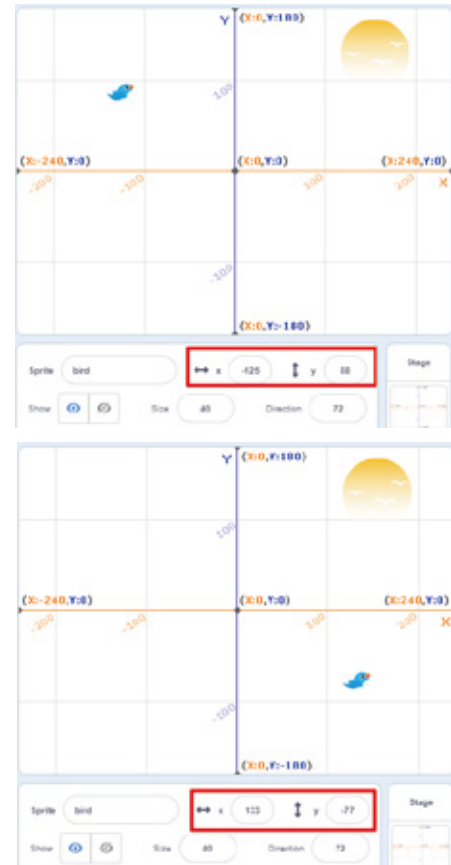 Y (X:0,Y:180)
100
(X:-240,Y:0) (X:0,Y:0) (X:240,Y:0)
-200 -100 100 200 X
-100
(X:0,Y:-180)
Sprite bird x -125 y Stage
Show Size 40 Direction 72
Y (X:0,Y:180)
100
(X:-240,Y:0) (X:0,Y:0) (X:240,Y:0)
-200 -100 100 200 X
-100
(X:0,Y:-180)
Sprite bird x 133 y -77 Stage
Show Size 40 Direction 72